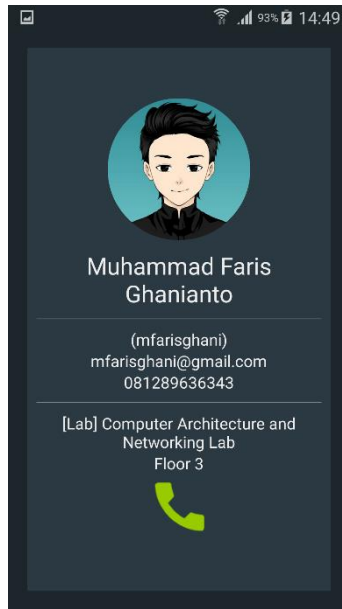 93% 14:49
Muhammad Faris
Ghanianto
(mfarisghani)
mfarisghani@gmail.com
081289636343
[Lab] Computer Architecture and
Networking Lab
Floor 3